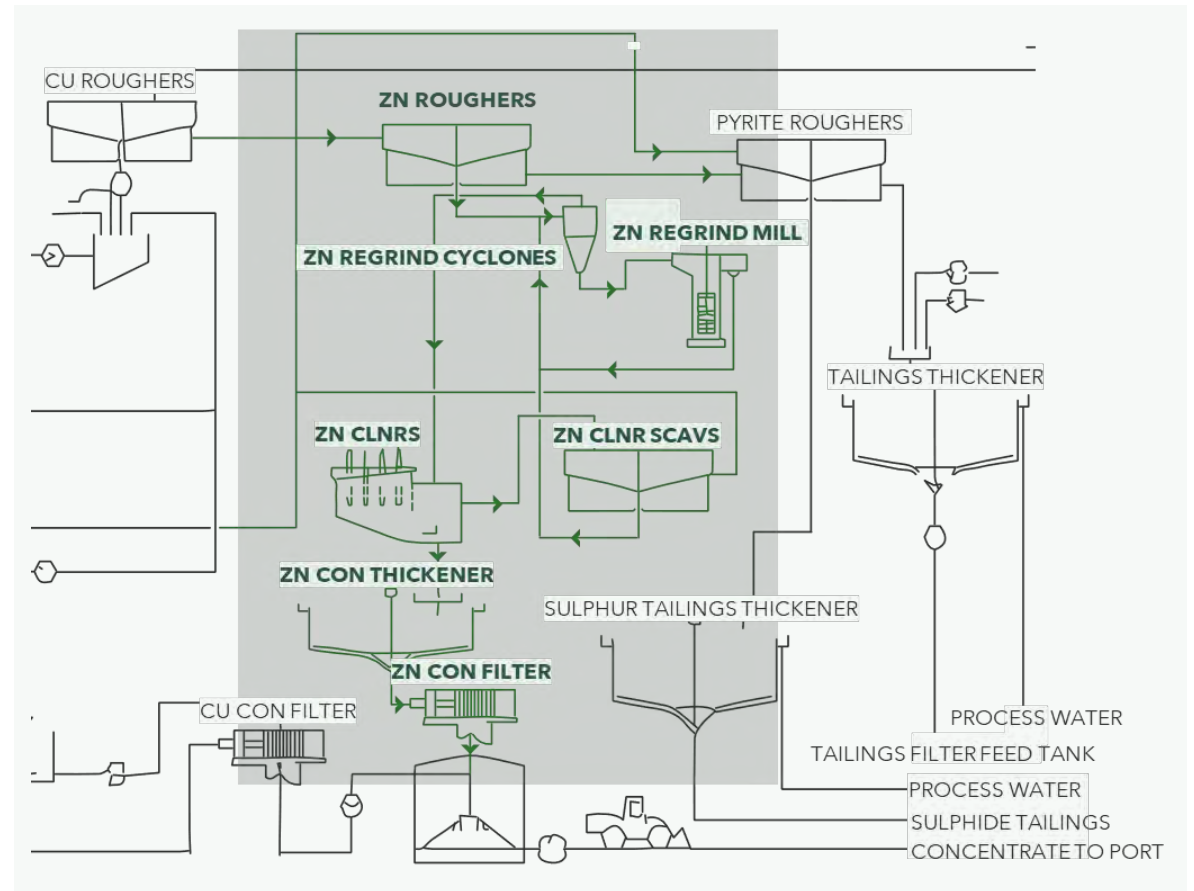 CU ROUGHERS
ZN ROUGHERS
PYRITE ROUGHERS
ZN REGRIND MILL
ZN REGRIND CYCLONES
TAILINGS THICKENER
ZN CLNRS
ZN CLNR SCAVS
ZN CON THICKENER
SULPHUR TAILINGS THICKENER
ZN CON FILTER
CU CON FILTER
PROCESS WATER
TAILINGS FILTER FEED TANK
PROCESS WATER
SULPHIDE TAILINGS
CONCENTRATE TO PORT